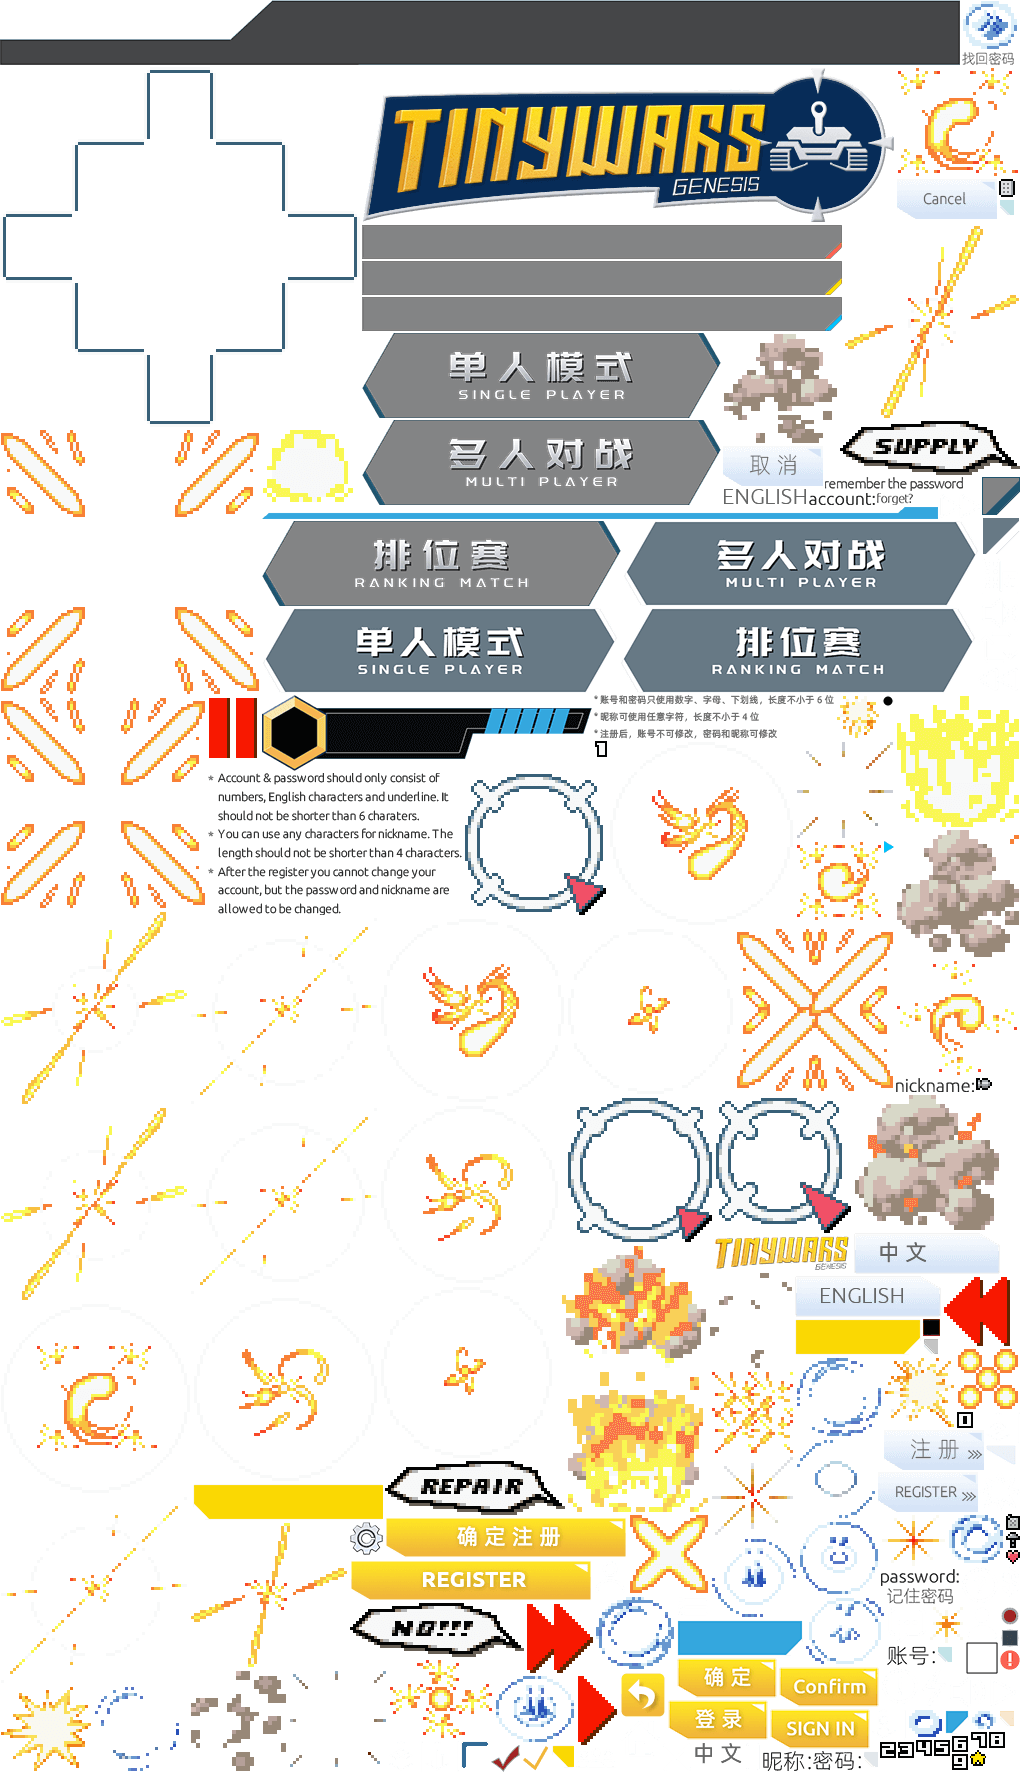 找回密码
TINYWARS
GENESIS
Cancel
单人模式
SINGLE PLAYER
多人对战
MULTI PLAYER
SUPPLY
取消
remember the password
ENGLISH
account:
forget?
排位赛
RANKING MATCH
多人对战
MULTI PLAYER
单人模式
SINGLE PLAYER
排位赛
RANKING MATCH
* 账号和密码只使用数字、字母、下划线，长度不小于 6 位
* 昵称可使用任意字符，长度不小于 4 位
* 注册后，账号不可修改，密码和昵称可修改
1
* Account & password should only consist of
numbers, English characters and underline. It
should not be shorter than 6 charaters.
* You can use any characters for nickname. The
length should not be shorter than 4 characters.
* After the register you cannot change your
account, but the password and nickname are
allowed to be changed.
nickname:
TINYWARS
GENESIS
中文
ENGLISH
0
注册
REPAIR
REGISTER
确定注册
REGISTER
password:
记住密码
NO!!!
账号:
确定
Confirm
登录
SIGN IN
中文
昵称:密码:
2345678
9